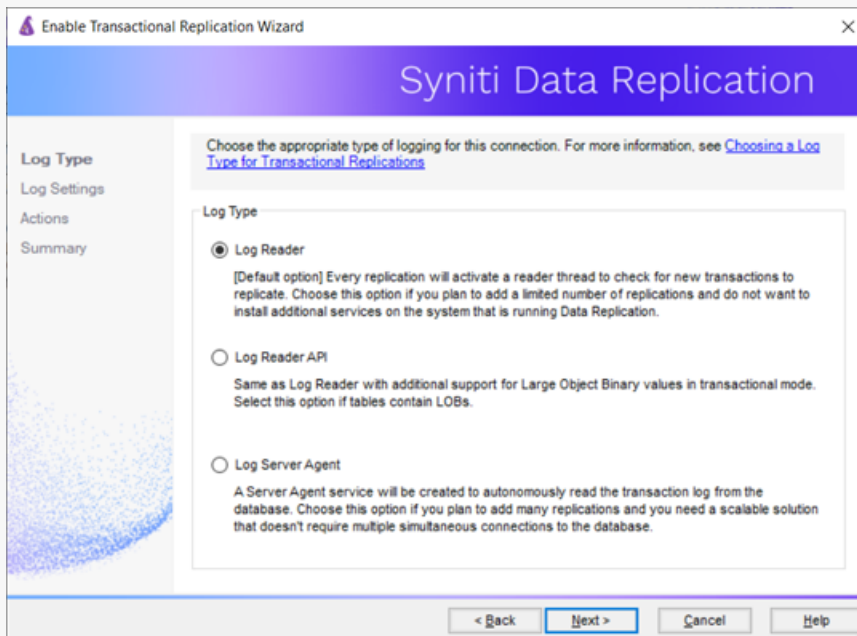 Enable Transactional Replication Wizard
Syniti Data Replication
Log Type
Log Settings
Actions
Summary
Choose the appropriate type of logging for this connection. For more information, see Choosing a Log
Type for Transactional Replications
Log Type
Log Reader
[Default option] Every replication will activate a reader thread to check for new transactions to
replicate. Choose this option if you plan to add a limited number of replications and do not want to
install additional services on the system that is running Data Replication.
Log Reader API
Same as Log Reader with additional support for Large Object Binary values in transactional mode.
Select this option if tables contain LOBs.
Log Server Agent
A Server Agent service will be created to autonomously read the transaction log from the
database. Choose this option if you plan to add many replications and you need a scalable solution
that doesn't require multiple simultaneous connections to the database.
< Back
Next >
Cancel
Help